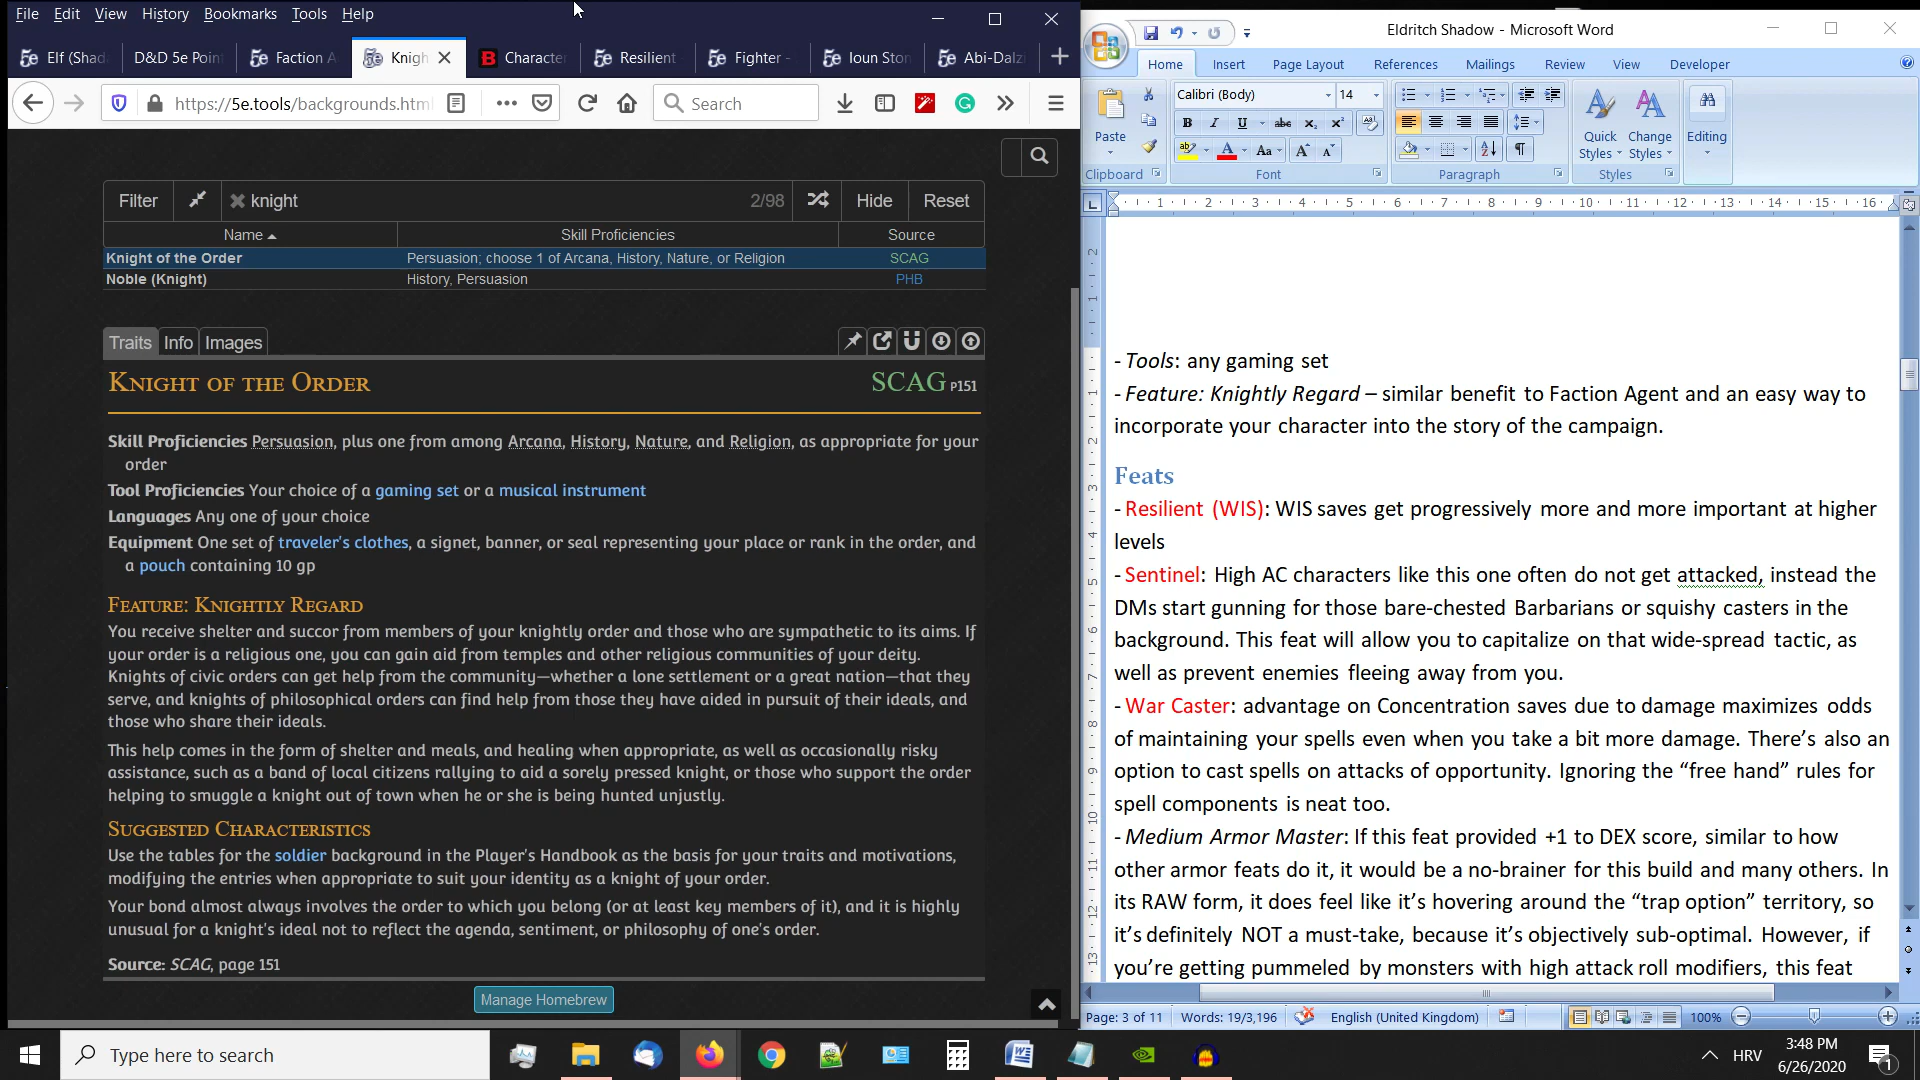 File Edit View History Bookmarks Tools Help
Elf (Shad
D&D 5e Poin
Faction A
Knigh
Character
Resilient
Fighter -
Ioun Ston
Abi-Dalzi
https://5e.tools/backgrounds.html
Search
Filter
knight
2/98
Hide
Reset
Name Skill Proficiencies Source
Knight of the Order Persuasion; choose 1 of Arcana, History, Nature, or Religion SCAG
Noble (Knight) History, Persuasion PHB
Traits Info Images
Knight of the Order SCAG P151
Skill Proficiencies Persuasion, plus one from among Arcana, History, Nature, and Religion, as appropriate for your
order
Tool Proficiencies Your choice of a gaming set or a musical instrument
Languages Any one of your choice
Equipment One set of traveler's clothes, a signet, banner, or seal representing your place or rank in the order, and
a pouch containing 10 gp
Feature: Knightly Regard
You receive shelter and succor from members of your knightly order and those who are sympathetic to its aims. If
your order is a religious one, you can gain aid from temples and other religious communities of your deity.
Knights of civic orders can get help from the community—whether a lone settlement or a great nation—that they
serve, and knights of philosophical orders can find help from those they have aided in pursuit of their ideals, and
those who share their ideals.
This help comes in the form of shelter and meals, and healing when appropriate, as well as occasionally risky
assistance, such as a band of local citizens rallying to aid a sorely pressed knight, or those who support the order
helping to smuggle a knight out of town when he or she is being hunted unjustly.
Suggested Characteristics
Use the tables for the soldier background in the Player's Handbook as the basis for your traits and motivations,
modifying the entries when appropriate to suit your identity as a knight of your order.
Your bond almost always involves the order to which you belong (or at least key members of it), and it is highly
unusual for a knight's ideal not to reflect the agenda, sentiment, or philosophy of one's order.
Source: SCAG, page 151
Manage Homebrew
Eldritch Shadow - Microsoft Word
Home Insert Page Layout References Mailings Review View Developer
Calibri (Body) 14
Paste
Quick Styles
Change Styles
Editing
Clipboard Font Paragraph Styles
1 2 3 4 5 6 7 8 9 10 11 12 13 14 15 16
- Tools: any gaming set
- Feature: Knightly Regard – similar benefit to Faction Agent and an easy way to
incorporate your character into the story of the campaign.
Feats
- Resilient (WIS): WIS saves get progressively more and more important at higher
levels
- Sentinel: High AC characters like this one often do not get attacked, instead the
DMs start gunning for those bare-chested Barbarians or squishy casters in the
background. This feat will allow you to capitalize on that wide-spread tactic, as
well as prevent enemies fleeing away from you.
- War Caster: advantage on Concentration saves due to damage maximizes odds
of maintaining your spells even when you take a bit more damage. There's also an
option to cast spells on attacks of opportunity. Ignoring the “free hand” rules for
spell components is neat too.
- Medium Armor Master: If this feat provided +1 to DEX score, similar to how
other armor feats do it, it would be a no-brainer for this build and many others. In
its RAW form, it does feel like it's hovering around the “trap option” territory, so
it's definitely NOT a must-take, because it's objectively sub-optimal. However, if
you're getting pummeled by monsters with high attack roll modifiers, this feat
Page: 3 of 11 Words: 19/3,196 English (United Kingdom) 100%
Type here to search
HRV
3:48 PM
6/26/2020
1